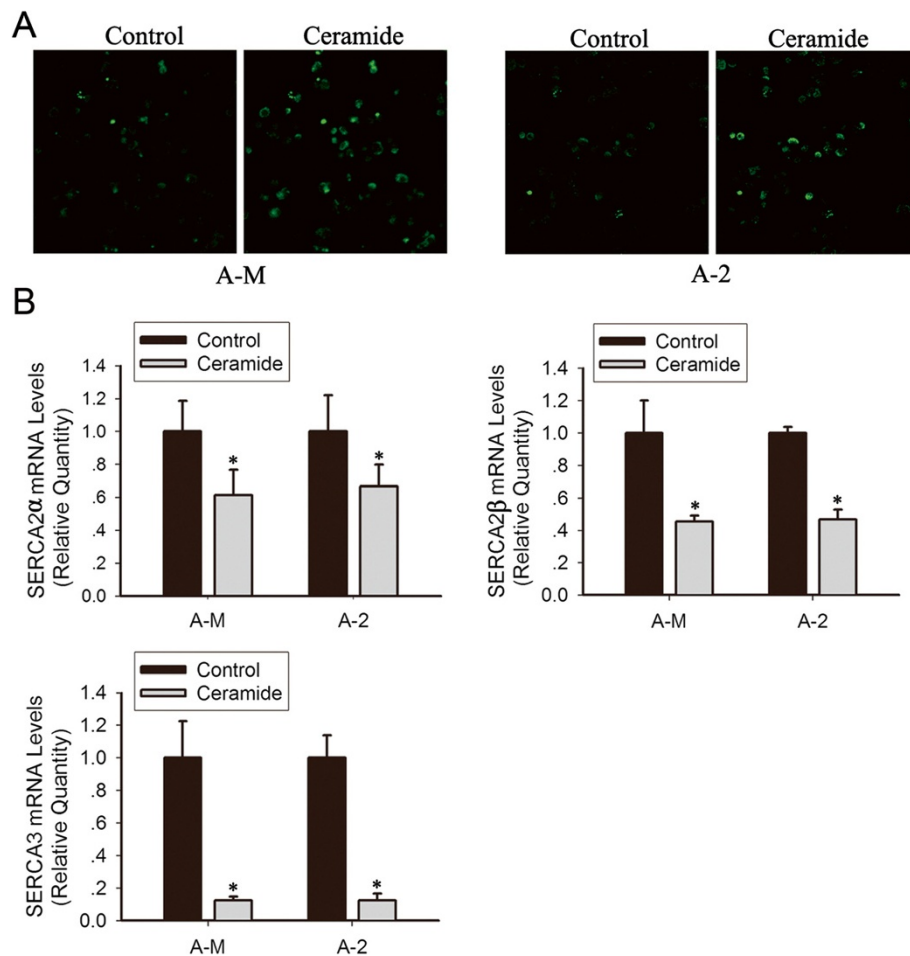 A
Control Ceramide
Control Ceramide
A-M
A-2
B
Control
Ceramide
SERCA2α mRNA Levels
(Relative Quantity)
1.4
1.2
1.0
.8
.6
.4
.2
0.0
*
*
A-M A-2
Control
Ceramide
SERCA2β mRNA Levels
(Relative Quantity)
1.4
1.2
1.0
.8
.6
.4
.2
0.0
*
*
A-M A-2
Control
Ceramide
SERCA3 mRNA Levels
(Relative Quantity)
1.4
1.2
1.0
.8
.6
.4
.2
0.0
*
*
A-M A-2